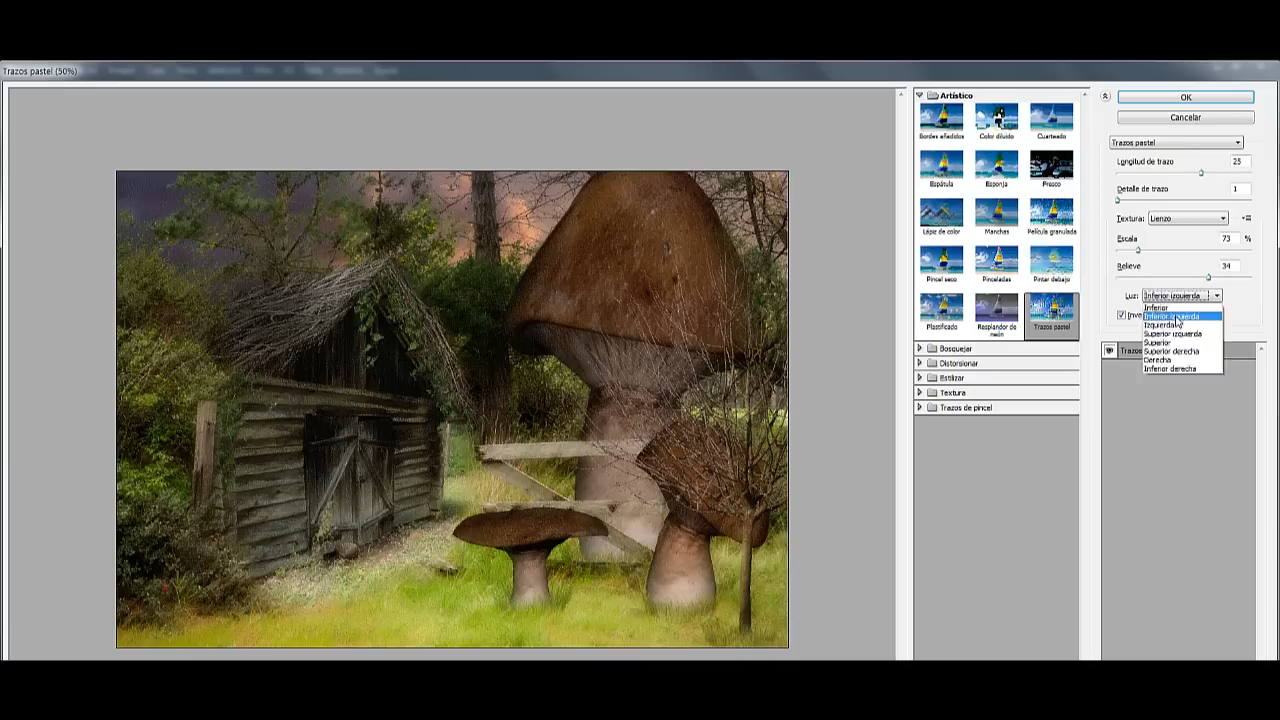 Trazos pastel (50%)
Artístico
Bordes añadidos
Color diluido
Cuarteado
Espátula
Esponja
Fresco
Lápiz de color
Manchas
Película granulada
Pincel seco
Pinceladas
Pintar debajo
Plastificado
Resplandor de neón
Trazos pastel
Bosquejar
Distorsionar
Estilizar
Textura
Trazos de pincel
OK
Cancelar
Trazos pastel
Longitud de trazo 25
Detalle de trazo 1
Textura: Lienzo
Escala 73 %
Relieve 34
Luz: Inferior izquierda
Inferior
Inferior izquierda
Izquierda
Superior izquierda
Superior
Superior derecha
Derecha
Inferior derecha
Inve
Trazos